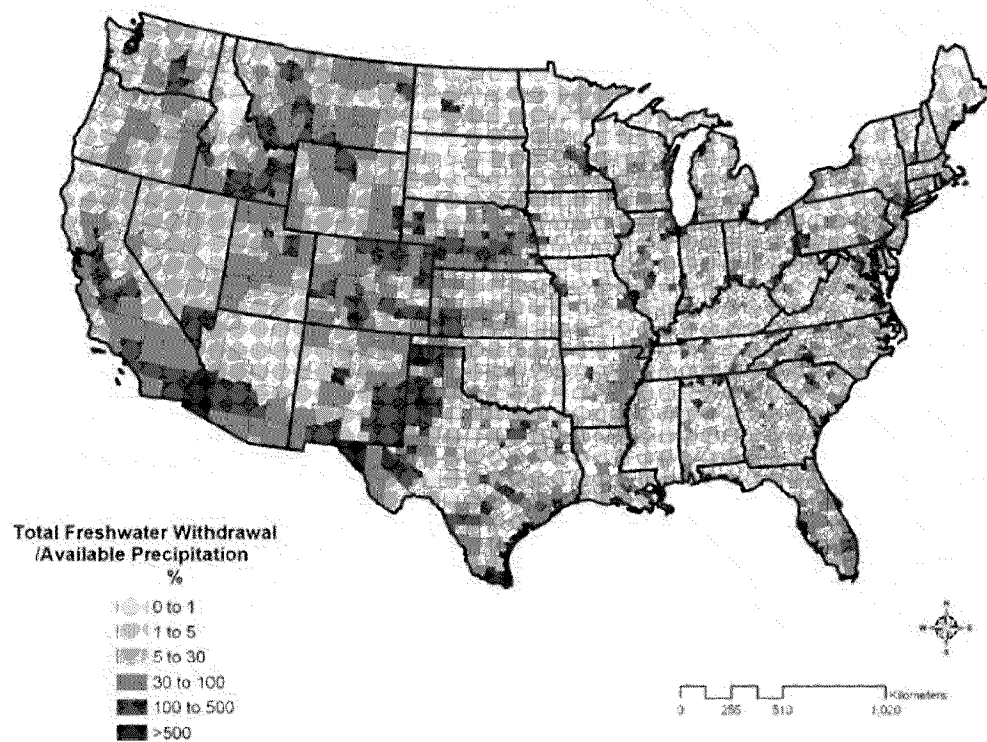 Total Freshwater Withdrawal
/Available Precipitation
%
0 to 1
1 to 5
5 to 30
30 to 100
100 to 500
>500
N
W E
S
Kilometers
0 255 510 1,020